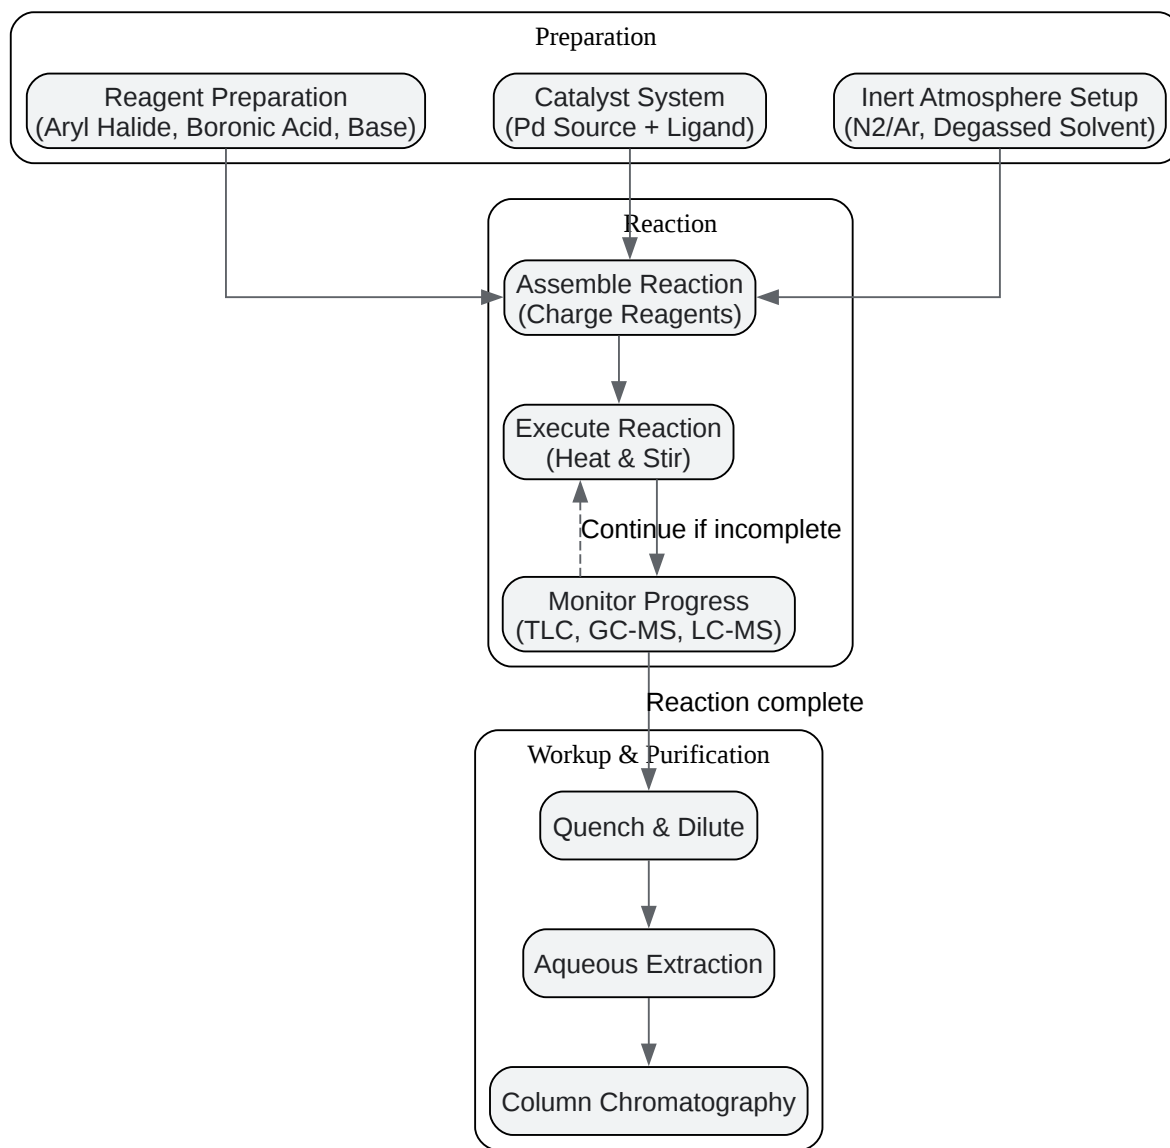 Preparation
Reagent Preparation
(Aryl Halide, Boronic Acid, Base)
Catalyst System
(Pd Source + Ligand)
Inert Atmosphere Setup
(N2/Ar, Degassed Solvent)
Reaction
Assemble Reaction
(Charge Reagents)
Execute Reaction
(Heat & Stir)
Continue if incomplete
Monitor Progress
(TLC, GC-MS, LC-MS)
Reaction complete
Workup & Purification
Quench & Dilute
Aqueous Extraction
Column Chromatography